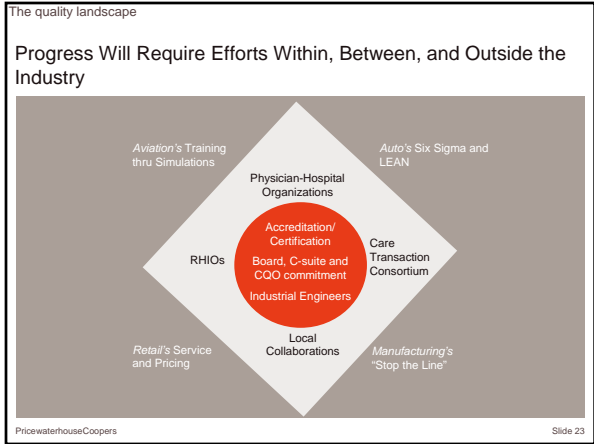 The quality landscape
Progress Will Require Efforts Within, Between, and Outside the
Industry
Aviation's Training
thru Simulations
Auto's Six Sigma and
LEAN
Physician-Hospital
Organizations
Accreditation/
Certification
Board, C-suite and
CQO commitment
Industrial Engineers
RHIOs
Care
Transaction
Consortium
Local
Collaborations
Retail's Service
and Pricing
Manufacturing's
"Stop the Line"
PricewaterhouseCoopers
Slide 23